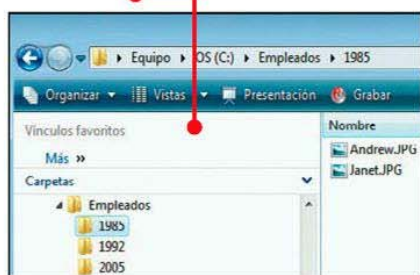 Equipo ▸ OS (C:) ▸ Empleados ▸ 1985
Organizar Vistas Presentación Grabar
Vínculos favoritos
Nombre
Más »
Andrew.JPG
Janet.JPG
Carpetas
Empleados
1985
1992
2005